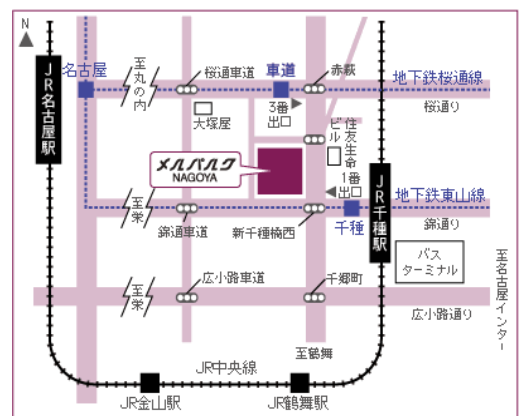 N
JR名古屋駅
名古屋
至丸の内
桜通車道
車道
赤萩
地下鉄桜通線
桜通り
大塚屋
3番
出口
住友生命
ビル
メルパルク
NAGOYA
1番
出口
JR千種駅
地下鉄東山線
錦通り
至栄
錦通車道
新千種橋西
千種
バス
ターミナル
至名古屋インター
至栄
広小路車道
千郷町
広小路通り
至鶴舞
JR中央線
JR金山駅
JR鶴舞駅